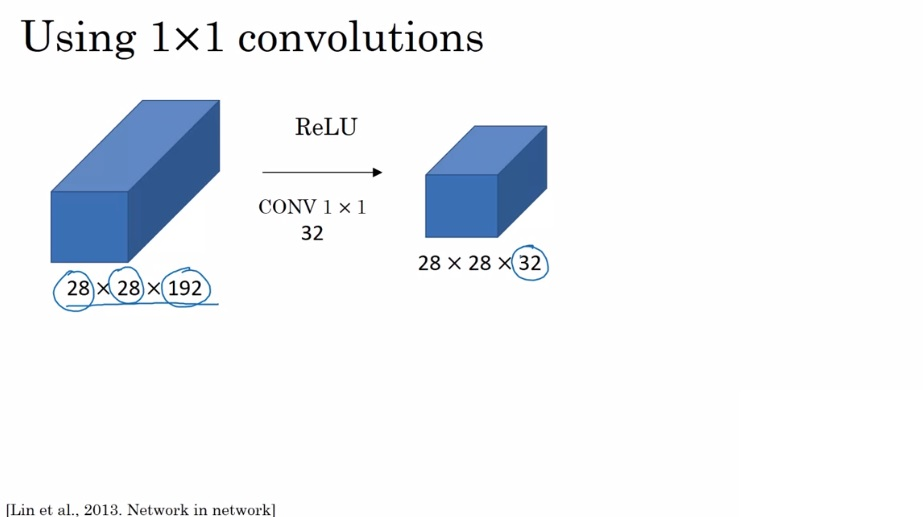 Using 1×1 convolutions
ReLU
CONV 1 × 1
32
28 × 28 × 192
28 × 28 × 32
[Lin et al., 2013. Network in network]